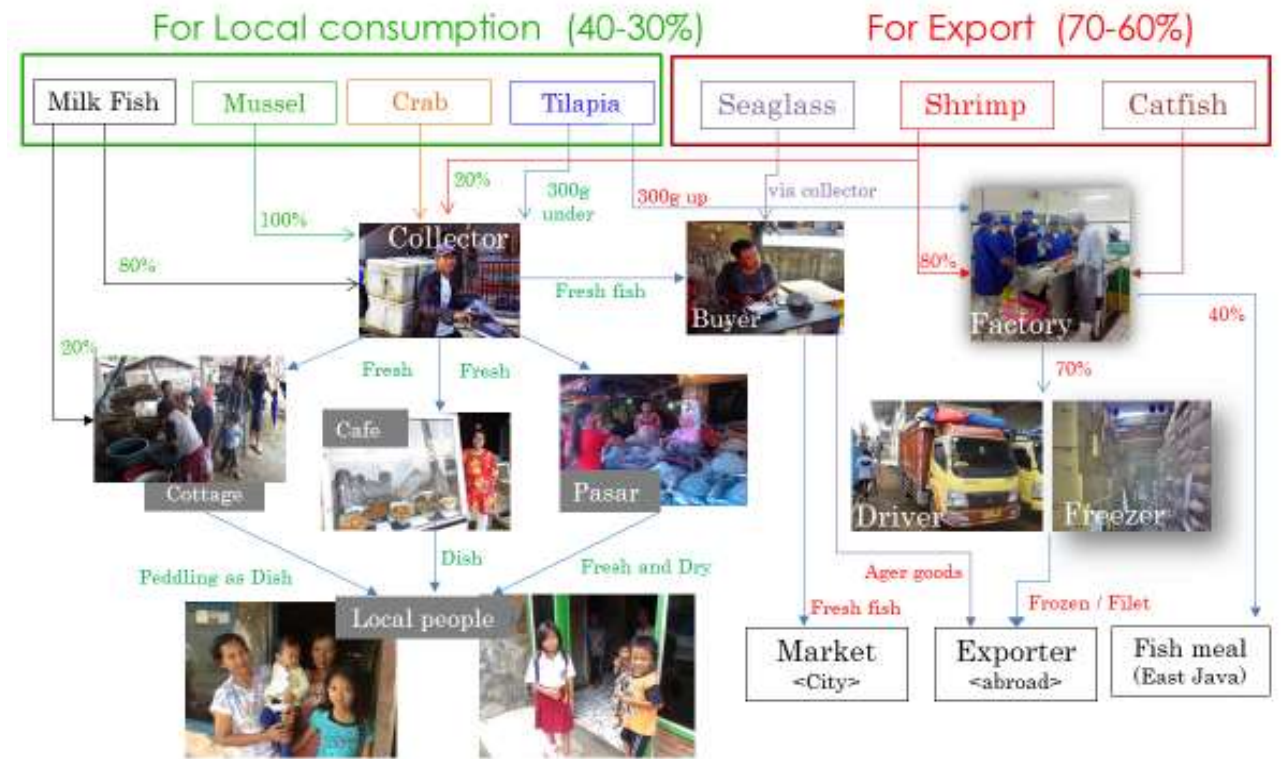 For Local consumption (40-30%)
For Export (70-60%)
Milk Fish
Mussel
Crab
Tilapia
Seaglass
Shrimp
Catfish
20%
300g
under
300g up
via collector
100%
Collector
80%
Fresh fish
Buyer
80%
Factory
40%
20%
Fresh
Fresh
70%
Cafe
Cottage
Pasar
Driver
Freezer
Peddling as Dish
Dish
Fresh and Dry
Ager goods
Local people
Fresh fish
Frozen / Filet
Market
<City>
Exporter
<abroad>
Fish meal
(East Java)